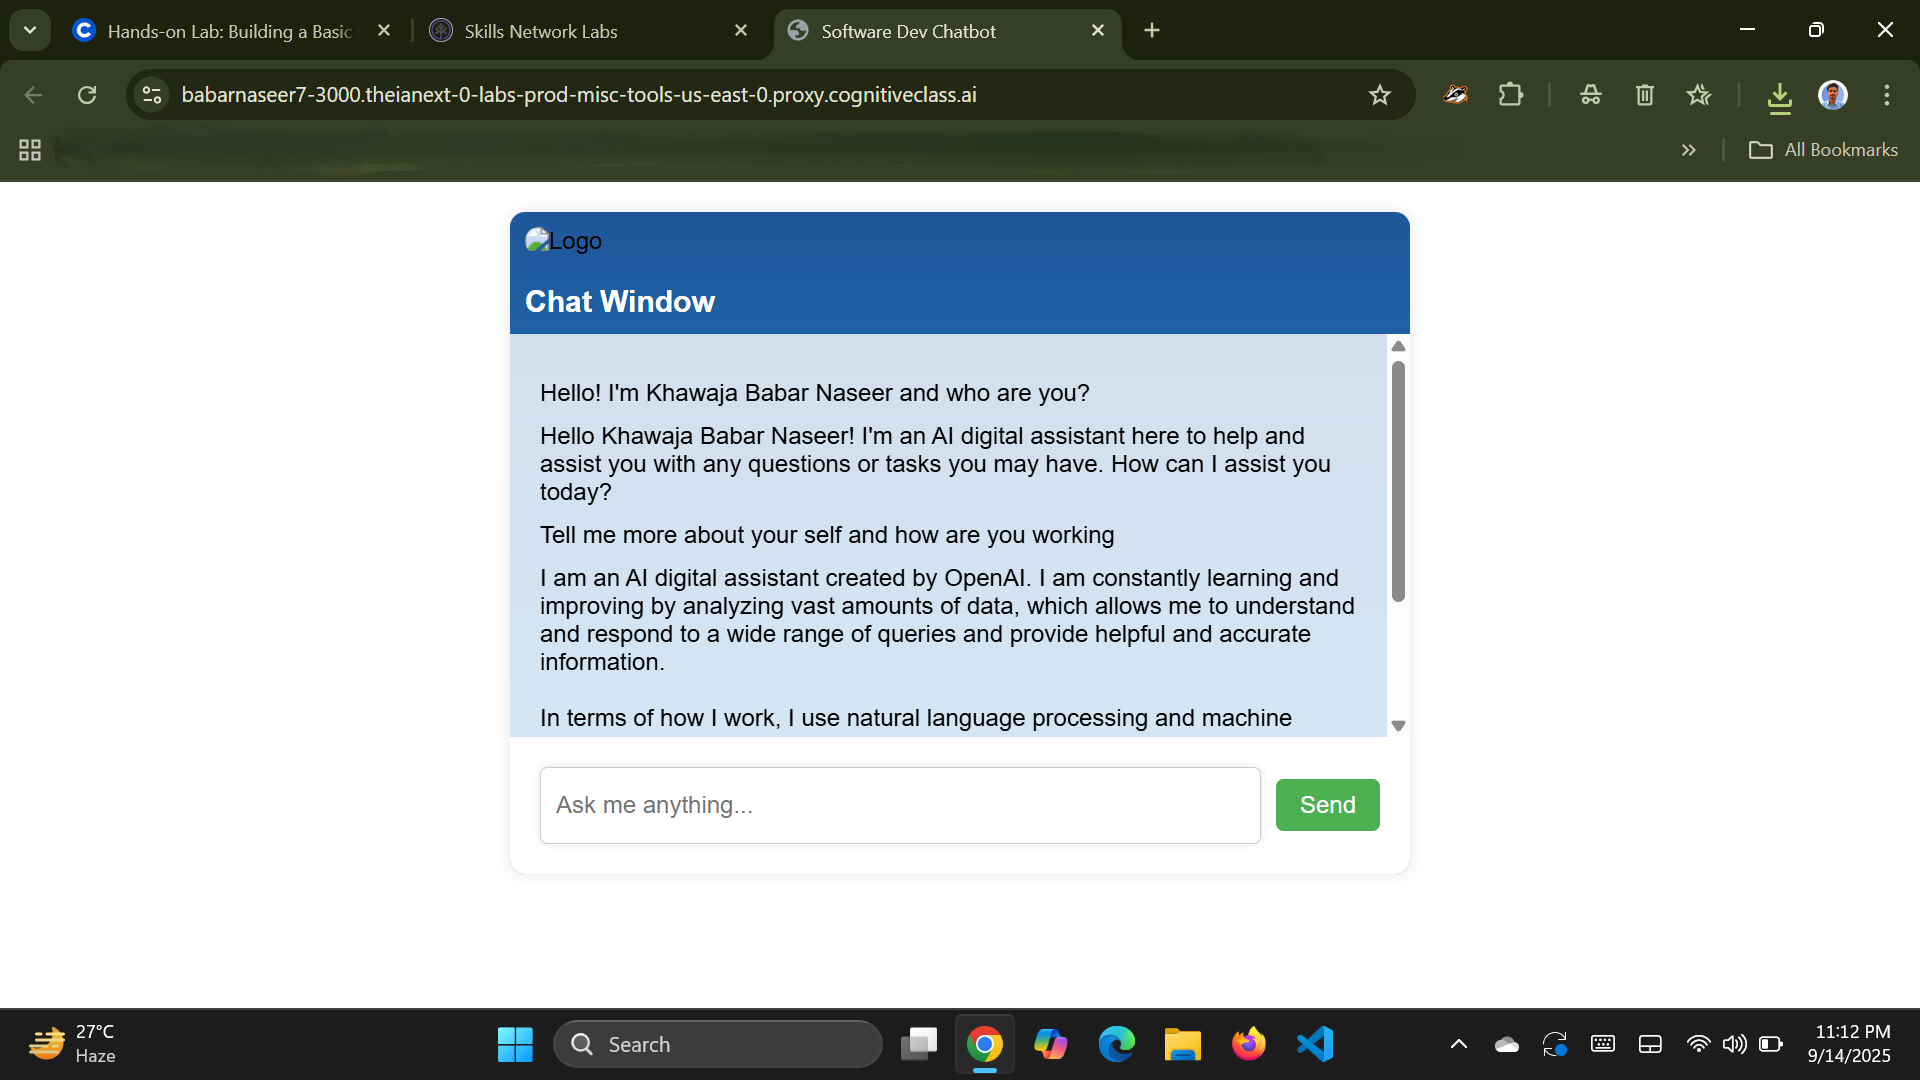 Hands-on Lab: Building a Basic
Skills Network Labs
Software Dev Chatbot
babarnaseer7-3000.theianext-0-labs-prod-misc-tools-us-east-0.proxy.cognitiveclass.ai
All Bookmarks
Logo
Chat Window
Hello! I'm Khawaja Babar Naseer and who are you?
Hello Khawaja Babar Naseer! I'm an AI digital assistant here to help and
assist you with any questions or tasks you may have. How can I assist you
today?
Tell me more about your self and how are you working
I am an AI digital assistant created by OpenAI. I am constantly learning and
improving by analyzing vast amounts of data, which allows me to understand
and respond to a wide range of queries and provide helpful and accurate
information.
In terms of how I work, I use natural language processing and machine
Ask me anything...
Send
27°C
Haze
Search
11:12 PM
9/14/2025